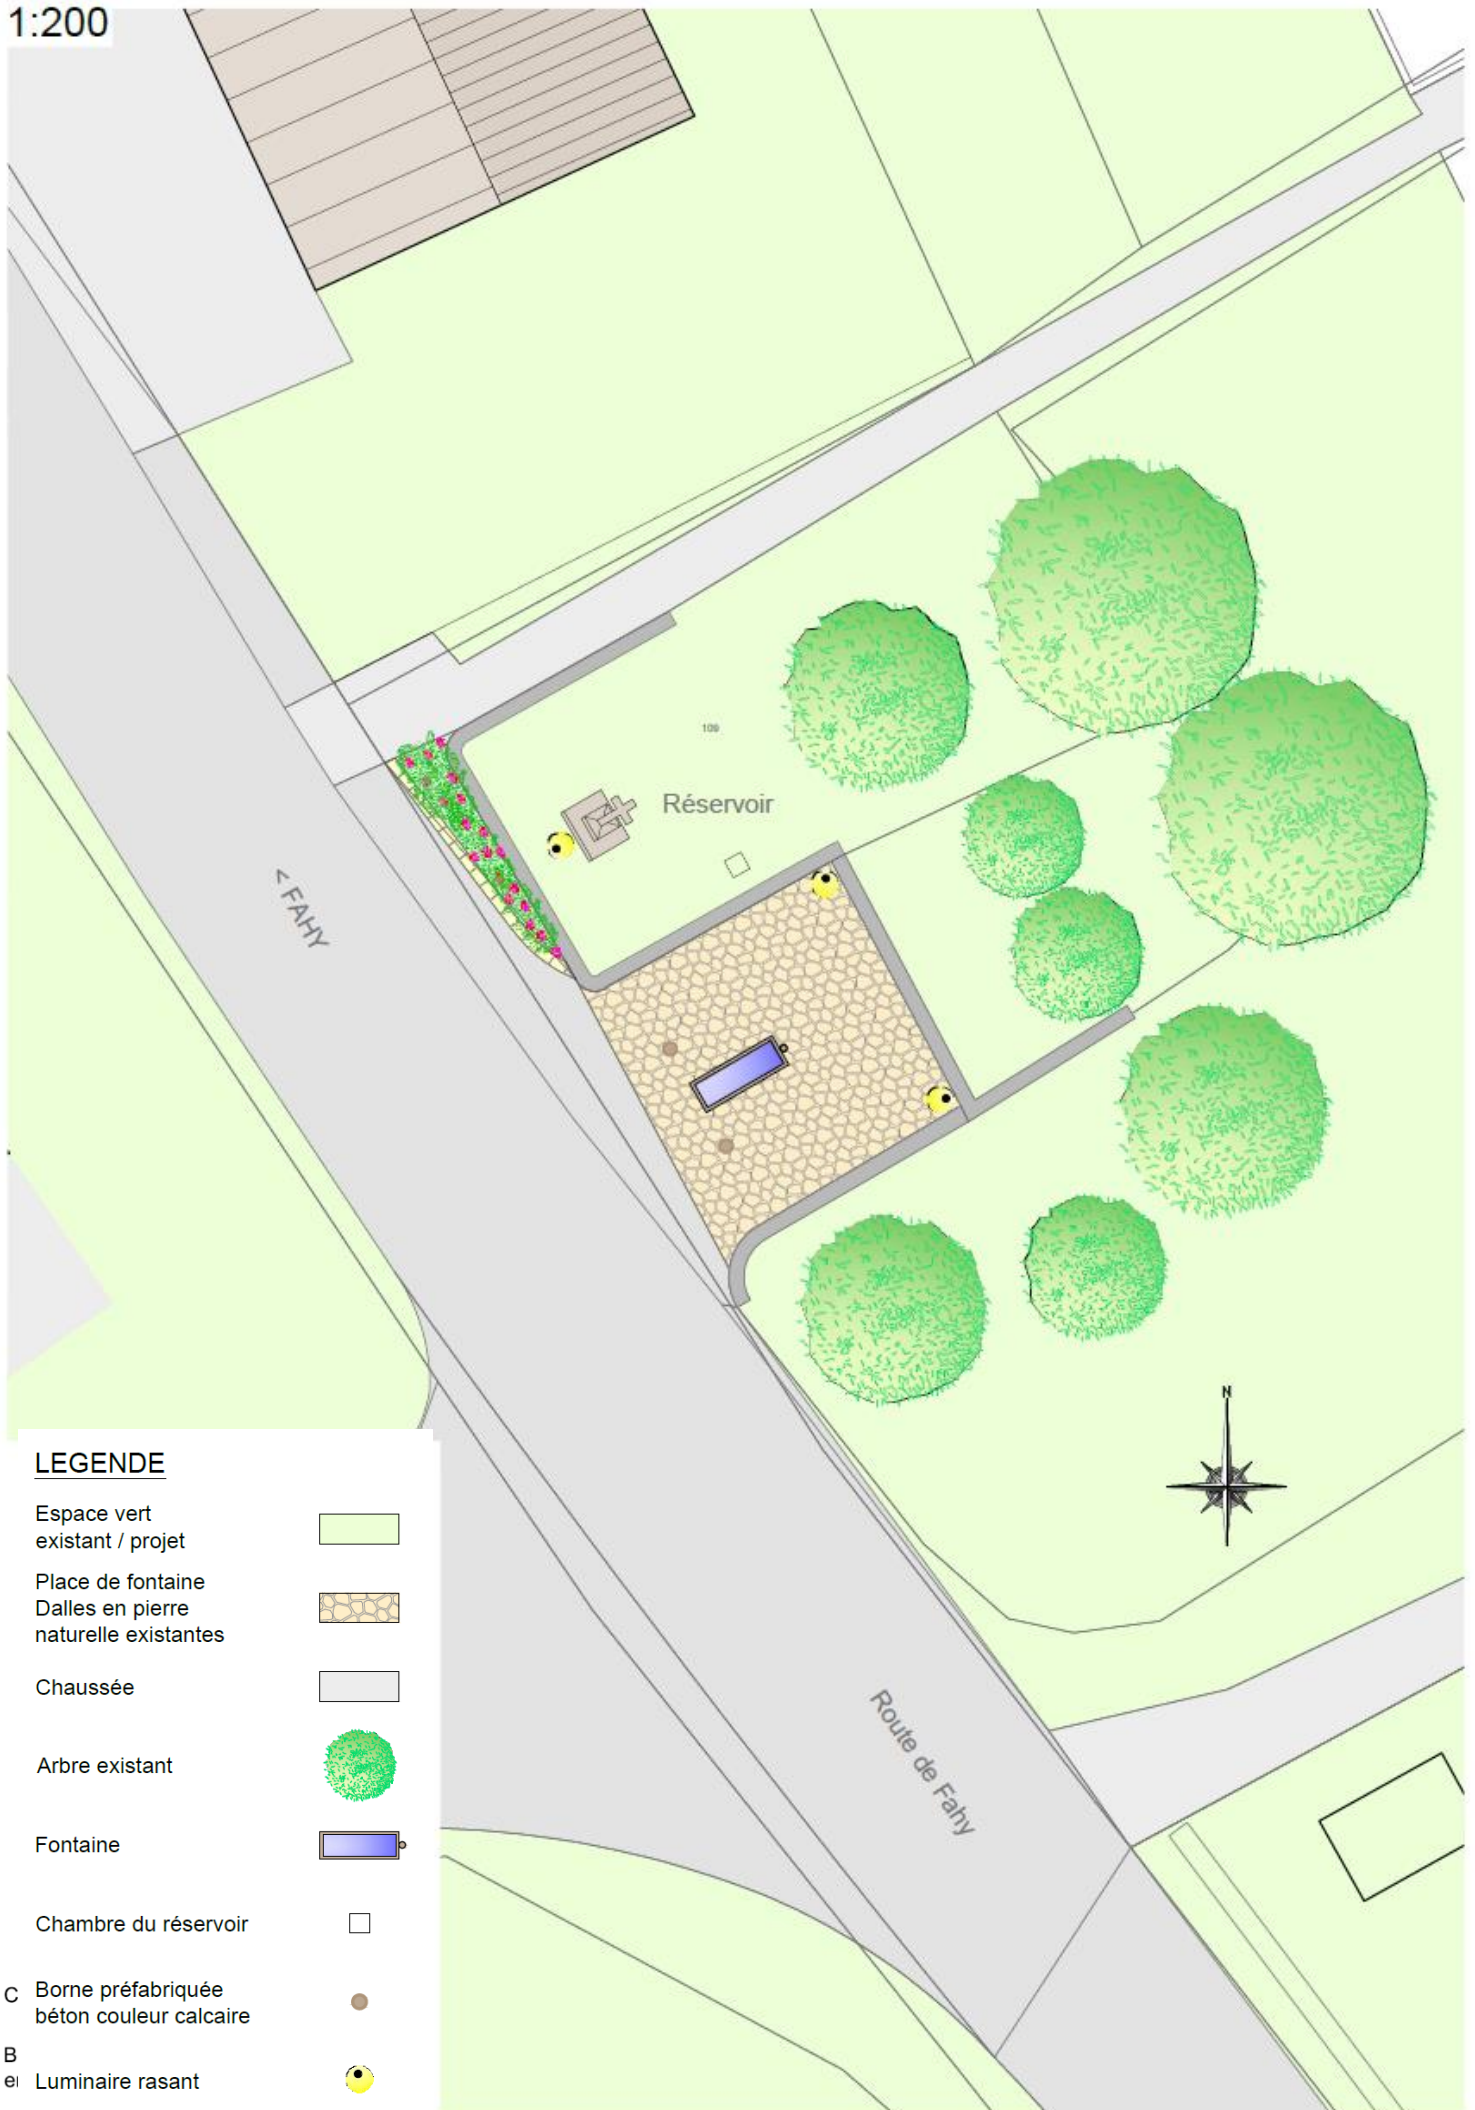 1:200
109
Réservoir
< FAHY
N
LEGENDE
Espace vert
existant / projet
Place de fontaine
Dalles en pierre
naturelle existantes
Chaussée
Arbre existant
Fontaine
Chambre du réservoir
C
Borne préfabriquée
béton couleur calcaire
B
Luminaire rasant
Route de Fahy